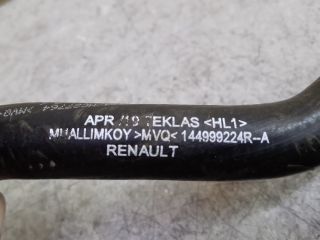 APR /19 TEKLAS <HL1>
MUALLIMKOY >MVQ< 144999224R-A
RENAULT